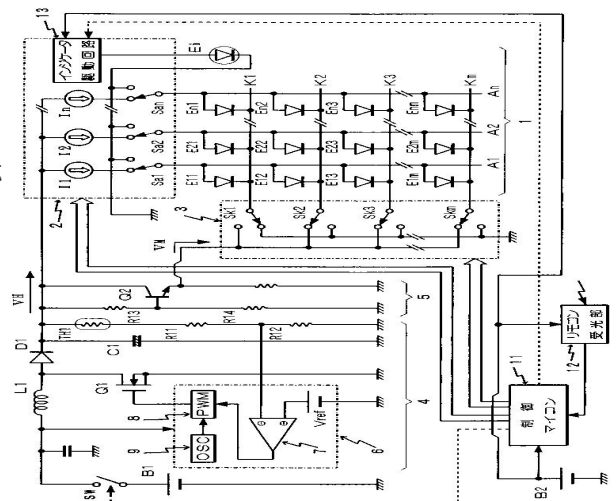 13
インジケータ
駆動回路
I1
I2
In
2
Sa1
Sa2
San
Ei
E11
E21
En1
K1
E12
E22
En2
K2
E13
E23
En3
K3
E1m
E2m
Enm
Km
A1
A2
An
1
3
Sk1
Sk2
Sk3
Skm
VM
VH
D1
L1
TH1
C1
R11
R12
R13
R14
Q2
5
4
Q1
8
PWM
9
OSC
7
Vref
6
SW
B1
11
制御
マイコン
12
リモコン
受光部
B2